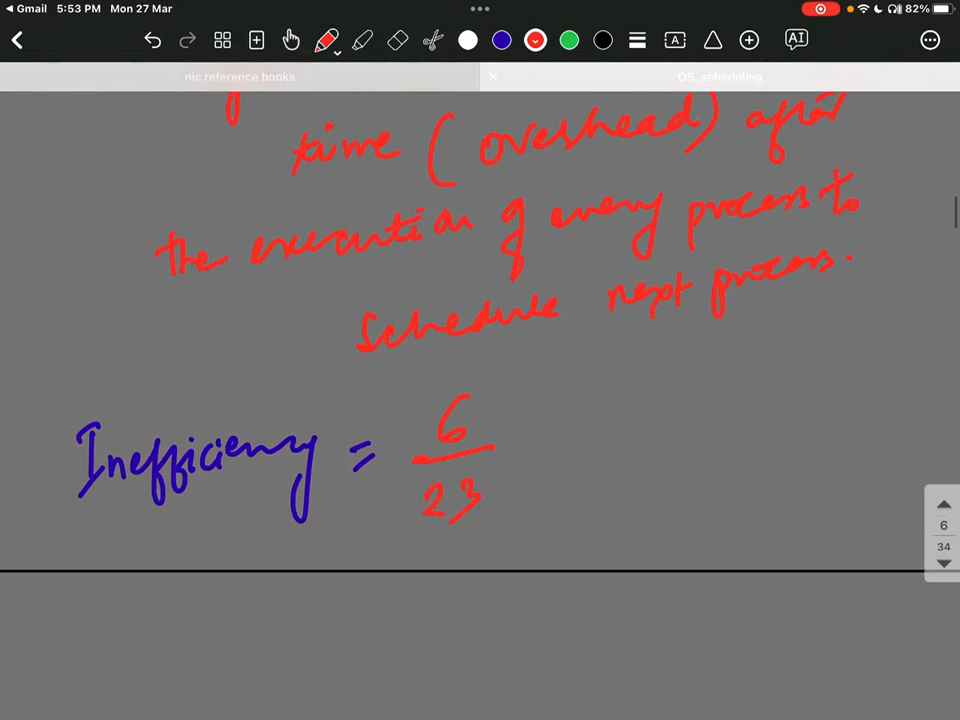 Gmail 5:53 PM Mon 27 Mar 82%
A AI
nic reference books OS_scheduling
time (overhead) after
the execution of every process to
schedule next process.
Inefficiency = 6/23
6
34